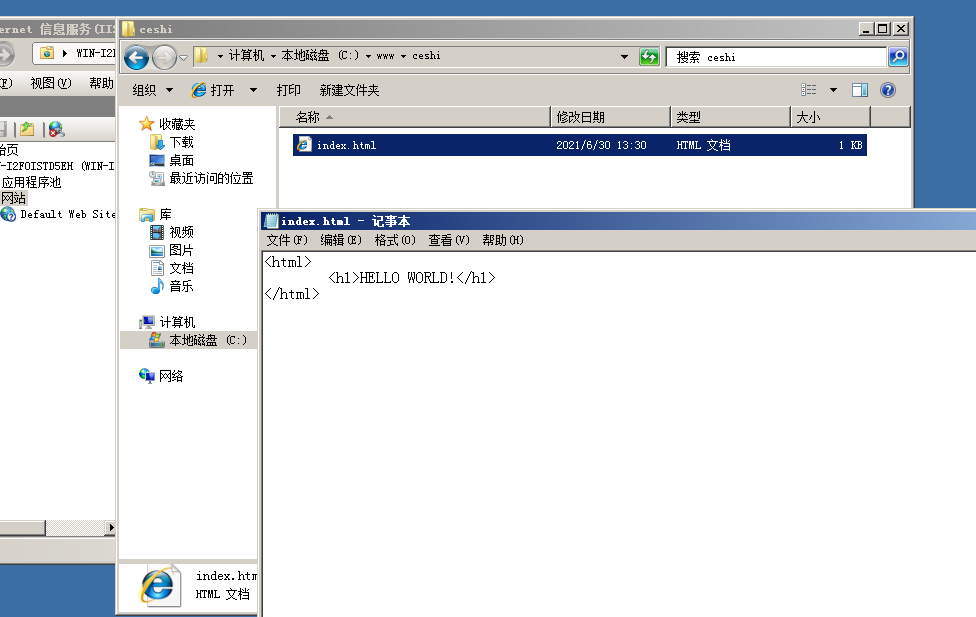 ernet 信息服务(II
ceshi
WIN-I2
计算机 本地磁盘 (C:) www ceshi
搜索 ceshi
视图(V) 帮助
组织 打开 打印 新建文件夹
名称 修改日期 类型 大小
index.html 2021/6/30 13:30 HTML 文档 1 KB
始页
-I2FOISTD5EH (WIN-I
应用程序池
网站
Default Web Site
收藏夹
下载
桌面
最近访问的位置
库
视频
图片
文档
音乐
计算机
本地磁盘 (C:)
网络
index.html - 记事本
文件(F) 编辑(E) 格式(O) 查看(V) 帮助(H)
<html>
<h1>HELLO WORLD!</h1>
</html>
index.htm
HTML 文档